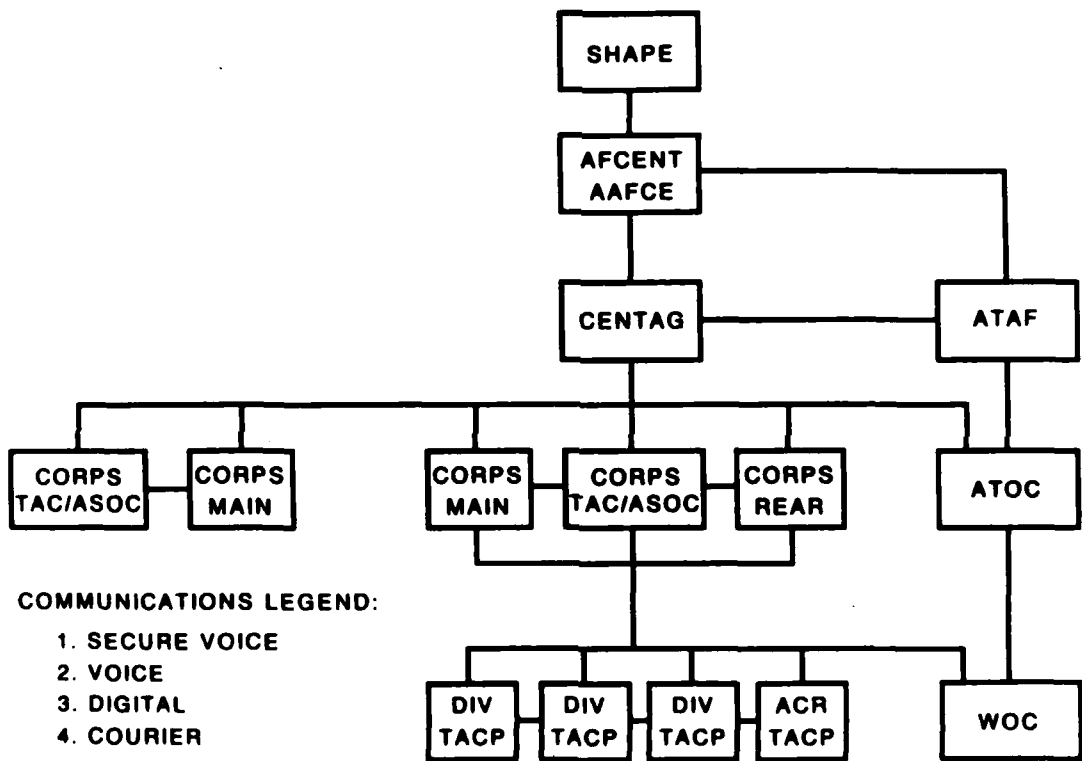 SHAPE
AFCENT
AAFCE
CENTAG
ATAF
CORPS
TAC/ASOC
CORPS
MAIN
CORPS
MAIN
CORPS
TAC/ASOC
CORPS
REAR
ATOC
COMMUNICATIONS LEGEND:
1. SECURE VOICE
2. VOICE
3. DIGITAL
4. COURIER
DIV
TACP
DIV
TACP
DIV
TACP
ACR
TACP
WOC